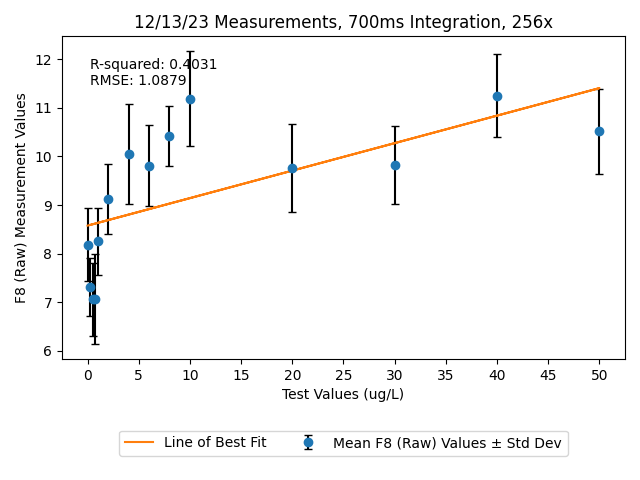 12/13/23 Measurements, 700ms Integration, 256x
R-squared: 0.4031
RMSE: 1.0879
F8 (Raw) Measurement Values
12
11
10
9
8
7
6
0 5 10 15 20 25 30 35 40 45 50
Test Values (ug/L)
Line of Best Fit Mean F8 (Raw) Values ± Std Dev